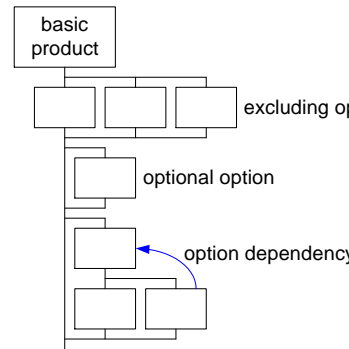 basic
product
excluding op
optional option
option dependency